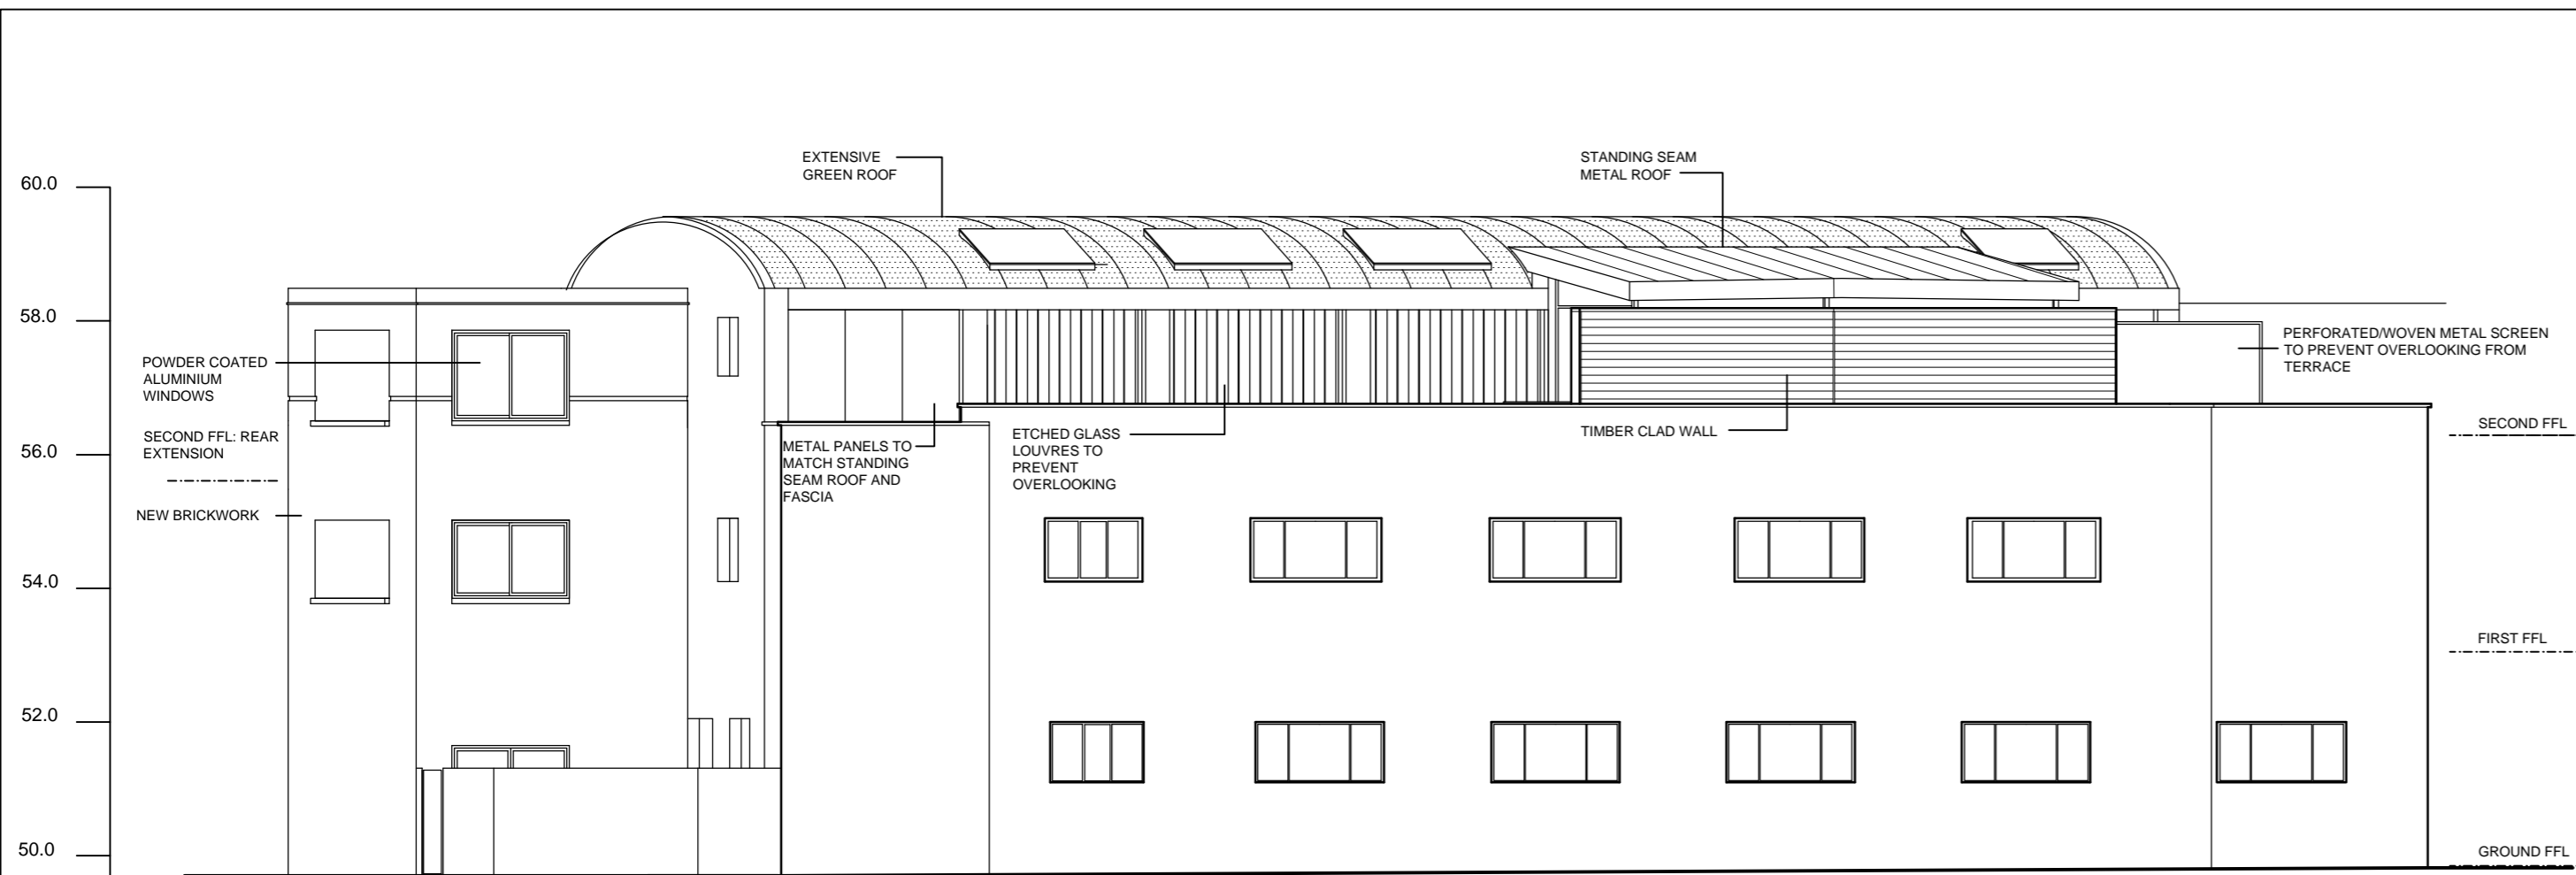 EXTENSIVE
GREEN ROOF
STANDING SEAM
METAL ROOF
60.0
58.0
56.0
54.0
52.0
50.0
POWDER COATED
ALUMINIUM
WINDOWS
SECOND FFL: REAR
EXTENSION
NEW BRICKWORK
METAL PANELS TO
MATCH STANDING
SEAM ROOF AND
FASCIA
ETCHED GLASS
LOUVRES TO
PREVENT
OVERLOOKING
TIMBER CLAD WALL
PERFORATED/WOVEN METAL SCREEN
TO PREVENT OVERLOOKING FROM
TERRACE
SECOND FFL
FIRST FFL
GROUND FFL